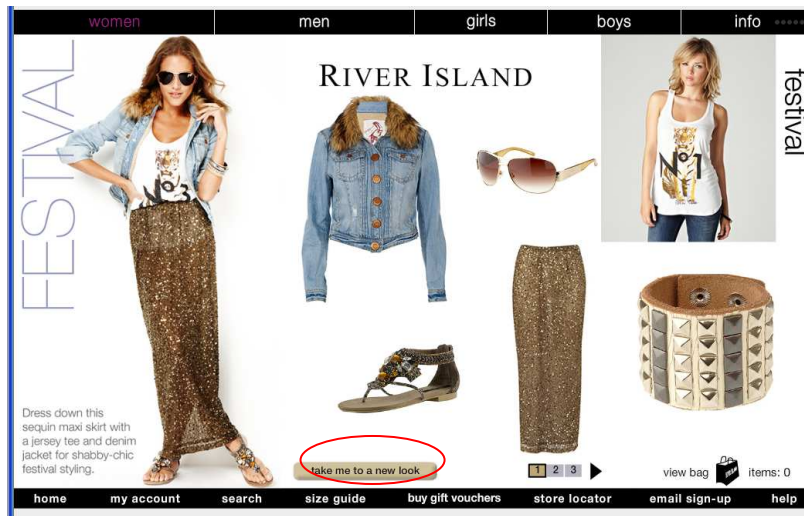 women men girls boys info
FESTIVAL
RIVER ISLAND
festival
Nº1
Dress down this
sequin maxi skirt with
a jersey tee and denim
jacket for shabby-chic
festival styling.
take me to a new look
1 2 3
view bag items: 0
home my account search size guide buy gift vouchers store locator email sign-up help